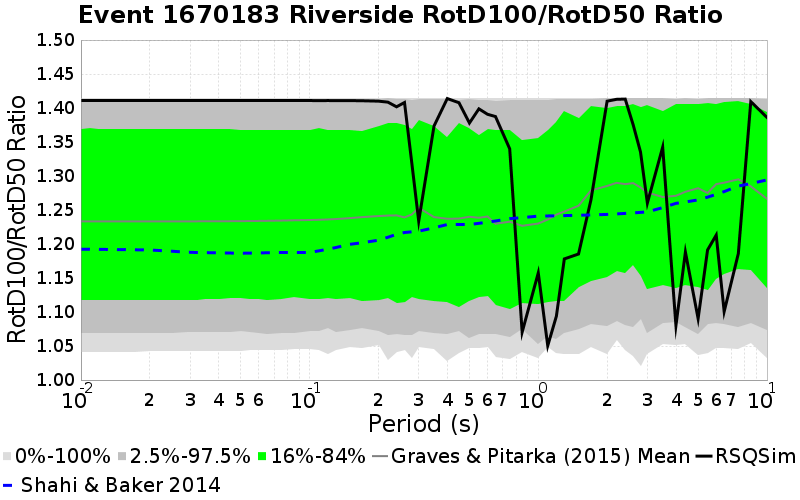 Event 1670183 Riverside RotD100/RotD50 Ratio
1.50
1.45
1.40
1.35
1.30
1.25
1.20
1.15
1.10
1.05
1.00
RotD100/RotD50 Ratio
10-2 2 3 4 5 6 10-1 2 3 4 5 6 7 100 2 3 4 5 6 7 101
Period (s)
0%-100% 2.5%-97.5% 16%-84% Graves & Pitarka (2015) Mean RSQSim
Shahi & Baker 2014